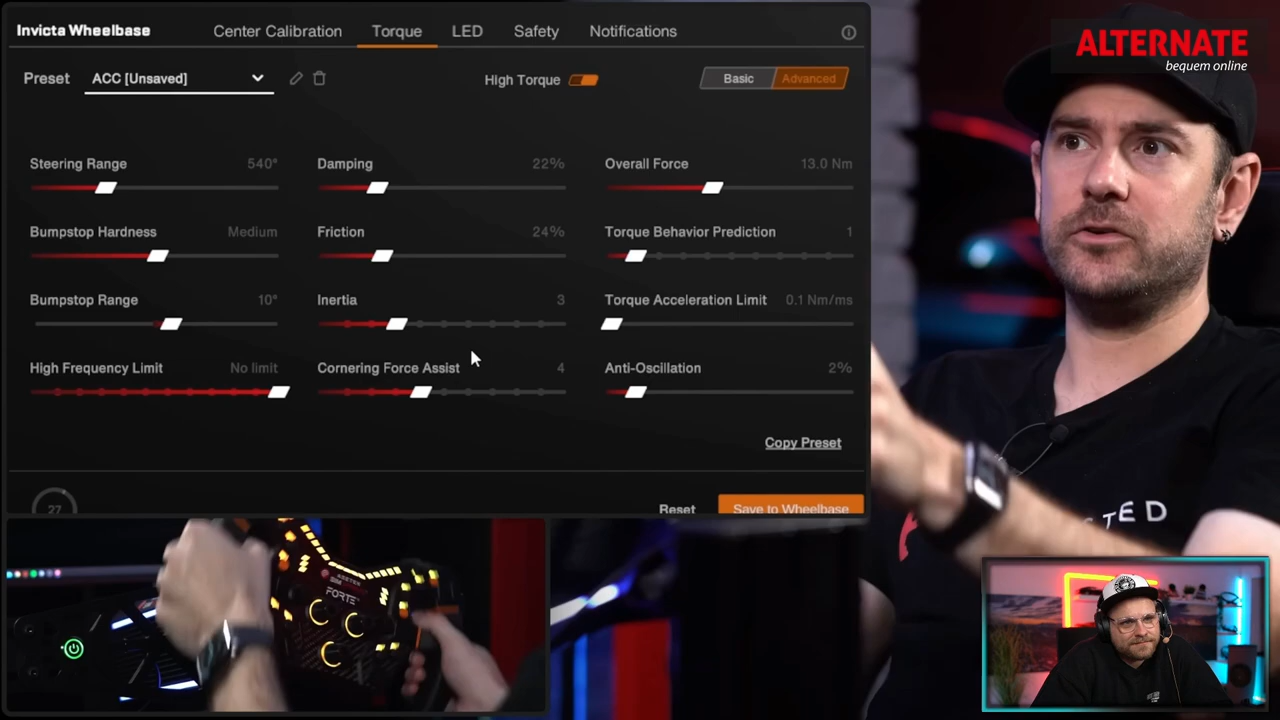 Invicta Wheelbase
Center Calibration
Torque
LED
Safety
Notifications
Preset
ACC [Unsaved]
High Torque
Basic
Advanced
Steering Range
540°
Damping
22%
Overall Force
13.0 Nm
Bumpstop Hardness
Medium
Friction
24%
Torque Behavior Prediction
1
Bumpstop Range
10°
Inertia
3
Torque Acceleration Limit
0.1 Nm/ms
High Frequency Limit
No limit
Cornering Force Assist
4
Anti-Oscillation
2%
Copy Preset
27
Reset
Save to Wheelbase
ALTERNATE
bequem online
ASETEK
SIM
FORTE